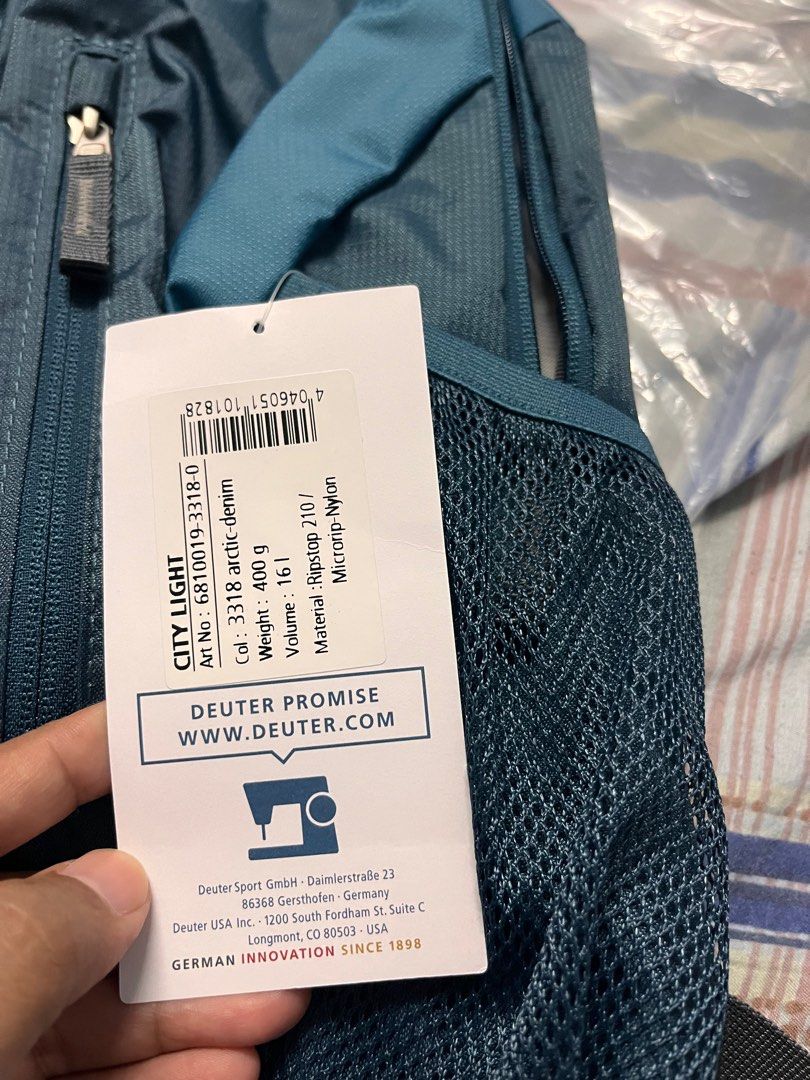 4 046051 101828
CITY LIGHT
Art No : 6810019-3318-0
Col : 3318 arctic-denim
Weight : 400 g
Volume : 16 l
Material :Ripstop 210 /
Microrip-Nylon
DEUTER PROMISE
WWW.DEUTER.COM
Deuter Sport GmbH · Daimlerstraße 23
86368 Gersthofen · Germany
Deuter USA Inc. · 1200 South Fordham St. Suite C
Longmont, CO 80503 · USA
GERMAN INNOVATION SINCE 1898